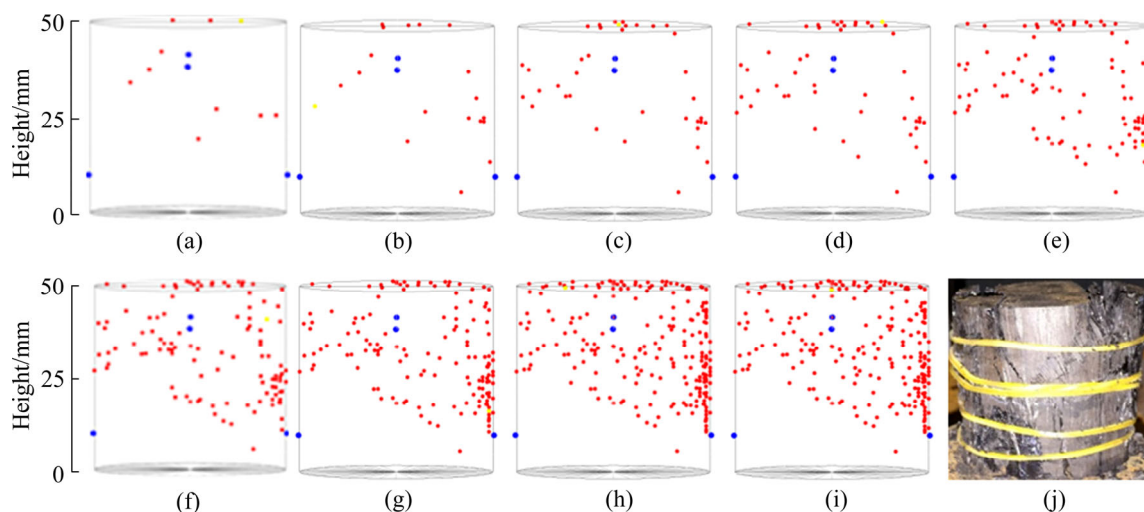 Height/mm
50
25
0
(a)
(b)
(c)
(d)
(e)
Height/mm
50
25
0
(f)
(g)
(h)
(i)
(j)